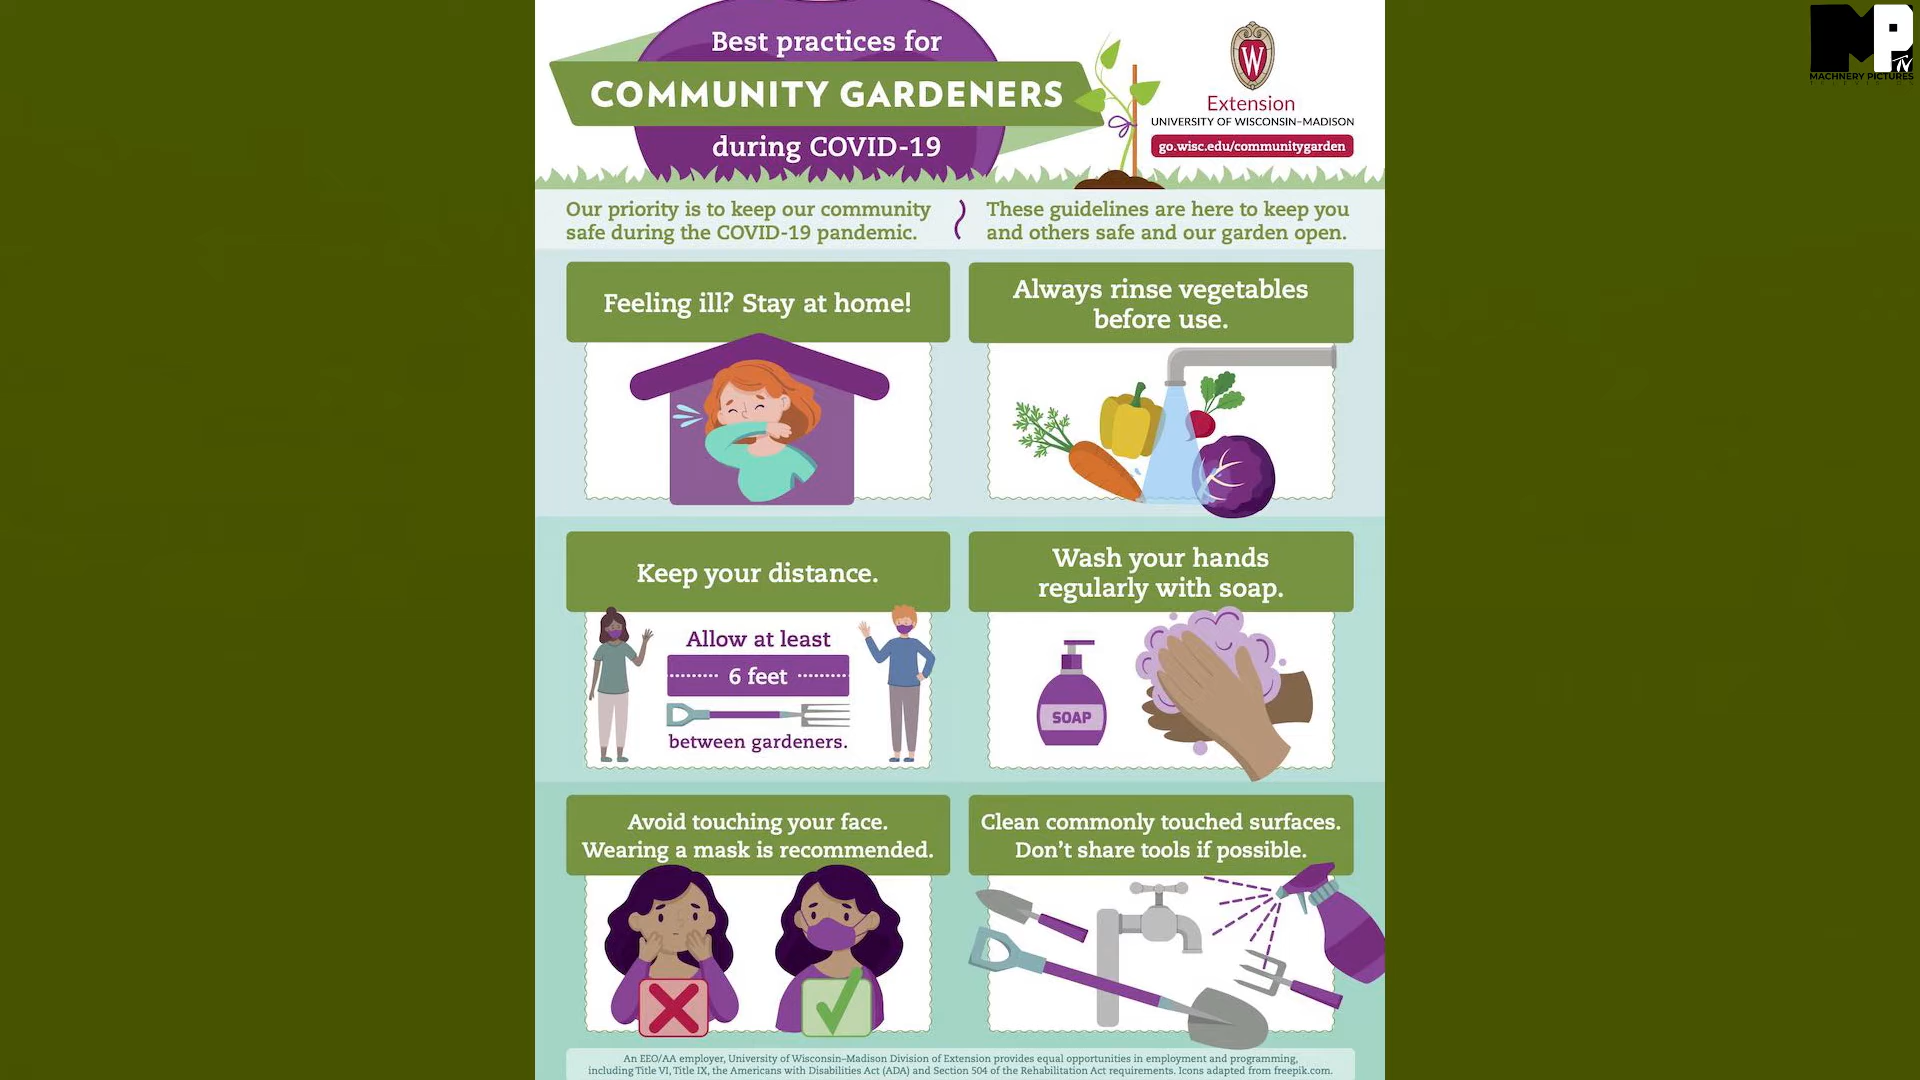 Best practices for
COMMUNITY GARDENERS
during COVID-19
W
Extension
UNIVERSITY OF WISCONSIN–MADISON
go.wisc.edu/communitygarden
MP
TV
MACHNERY PICTURES
Our priority is to keep our community
safe during the COVID-19 pandemic.
These guidelines are here to keep you
and others safe and our garden open.
Feeling ill? Stay at home!
Always rinse vegetables
before use.
Keep your distance.
Allow at least
6 feet
between gardeners.
Wash your hands
regularly with soap.
SOAP
Avoid touching your face.
Wearing a mask is recommended.
Clean commonly touched surfaces.
Don't share tools if possible.
An EEO/AA employer, University of Wisconsin–Madison Division of Extension provides equal opportunities in employment and programming,
including Title VI, Title IX, the Americans with Disabilities Act (ADA) and Section 504 of the Rehabilitation Act requirements. Icons adapted from freepik.com.